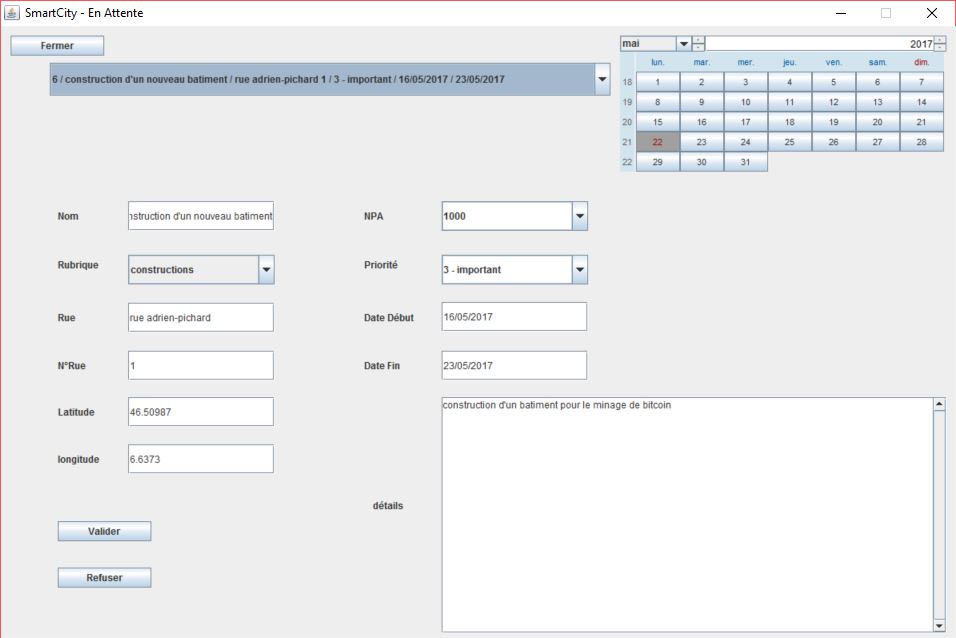 SmartCity - En Attente
Fermer
mai 2017
6 / construction d'un nouveau batiment / rue adrien-pichard 1 / 3 - important / 16/05/2017 / 23/05/2017
lun. mar. mer. jeu. ven. sam. dim.
18 1 2 3 4 5 6 7
19 8 9 10 11 12 13 14
20 15 16 17 18 19 20 21
21 22 23 24 25 26 27 28
22 29 30 31
Nom nstruction d'un nouveau batiment NPA 1000
Rubrique constructions Priorité 3 - important
Rue rue adrien-pichard Date Début 16/05/2017
N°Rue 1 Date Fin 23/05/2017
Latitude 46.50987
longitude 6.6373
détails construction d'un batiment pour le minage de bitcoin
Valider
Refuser